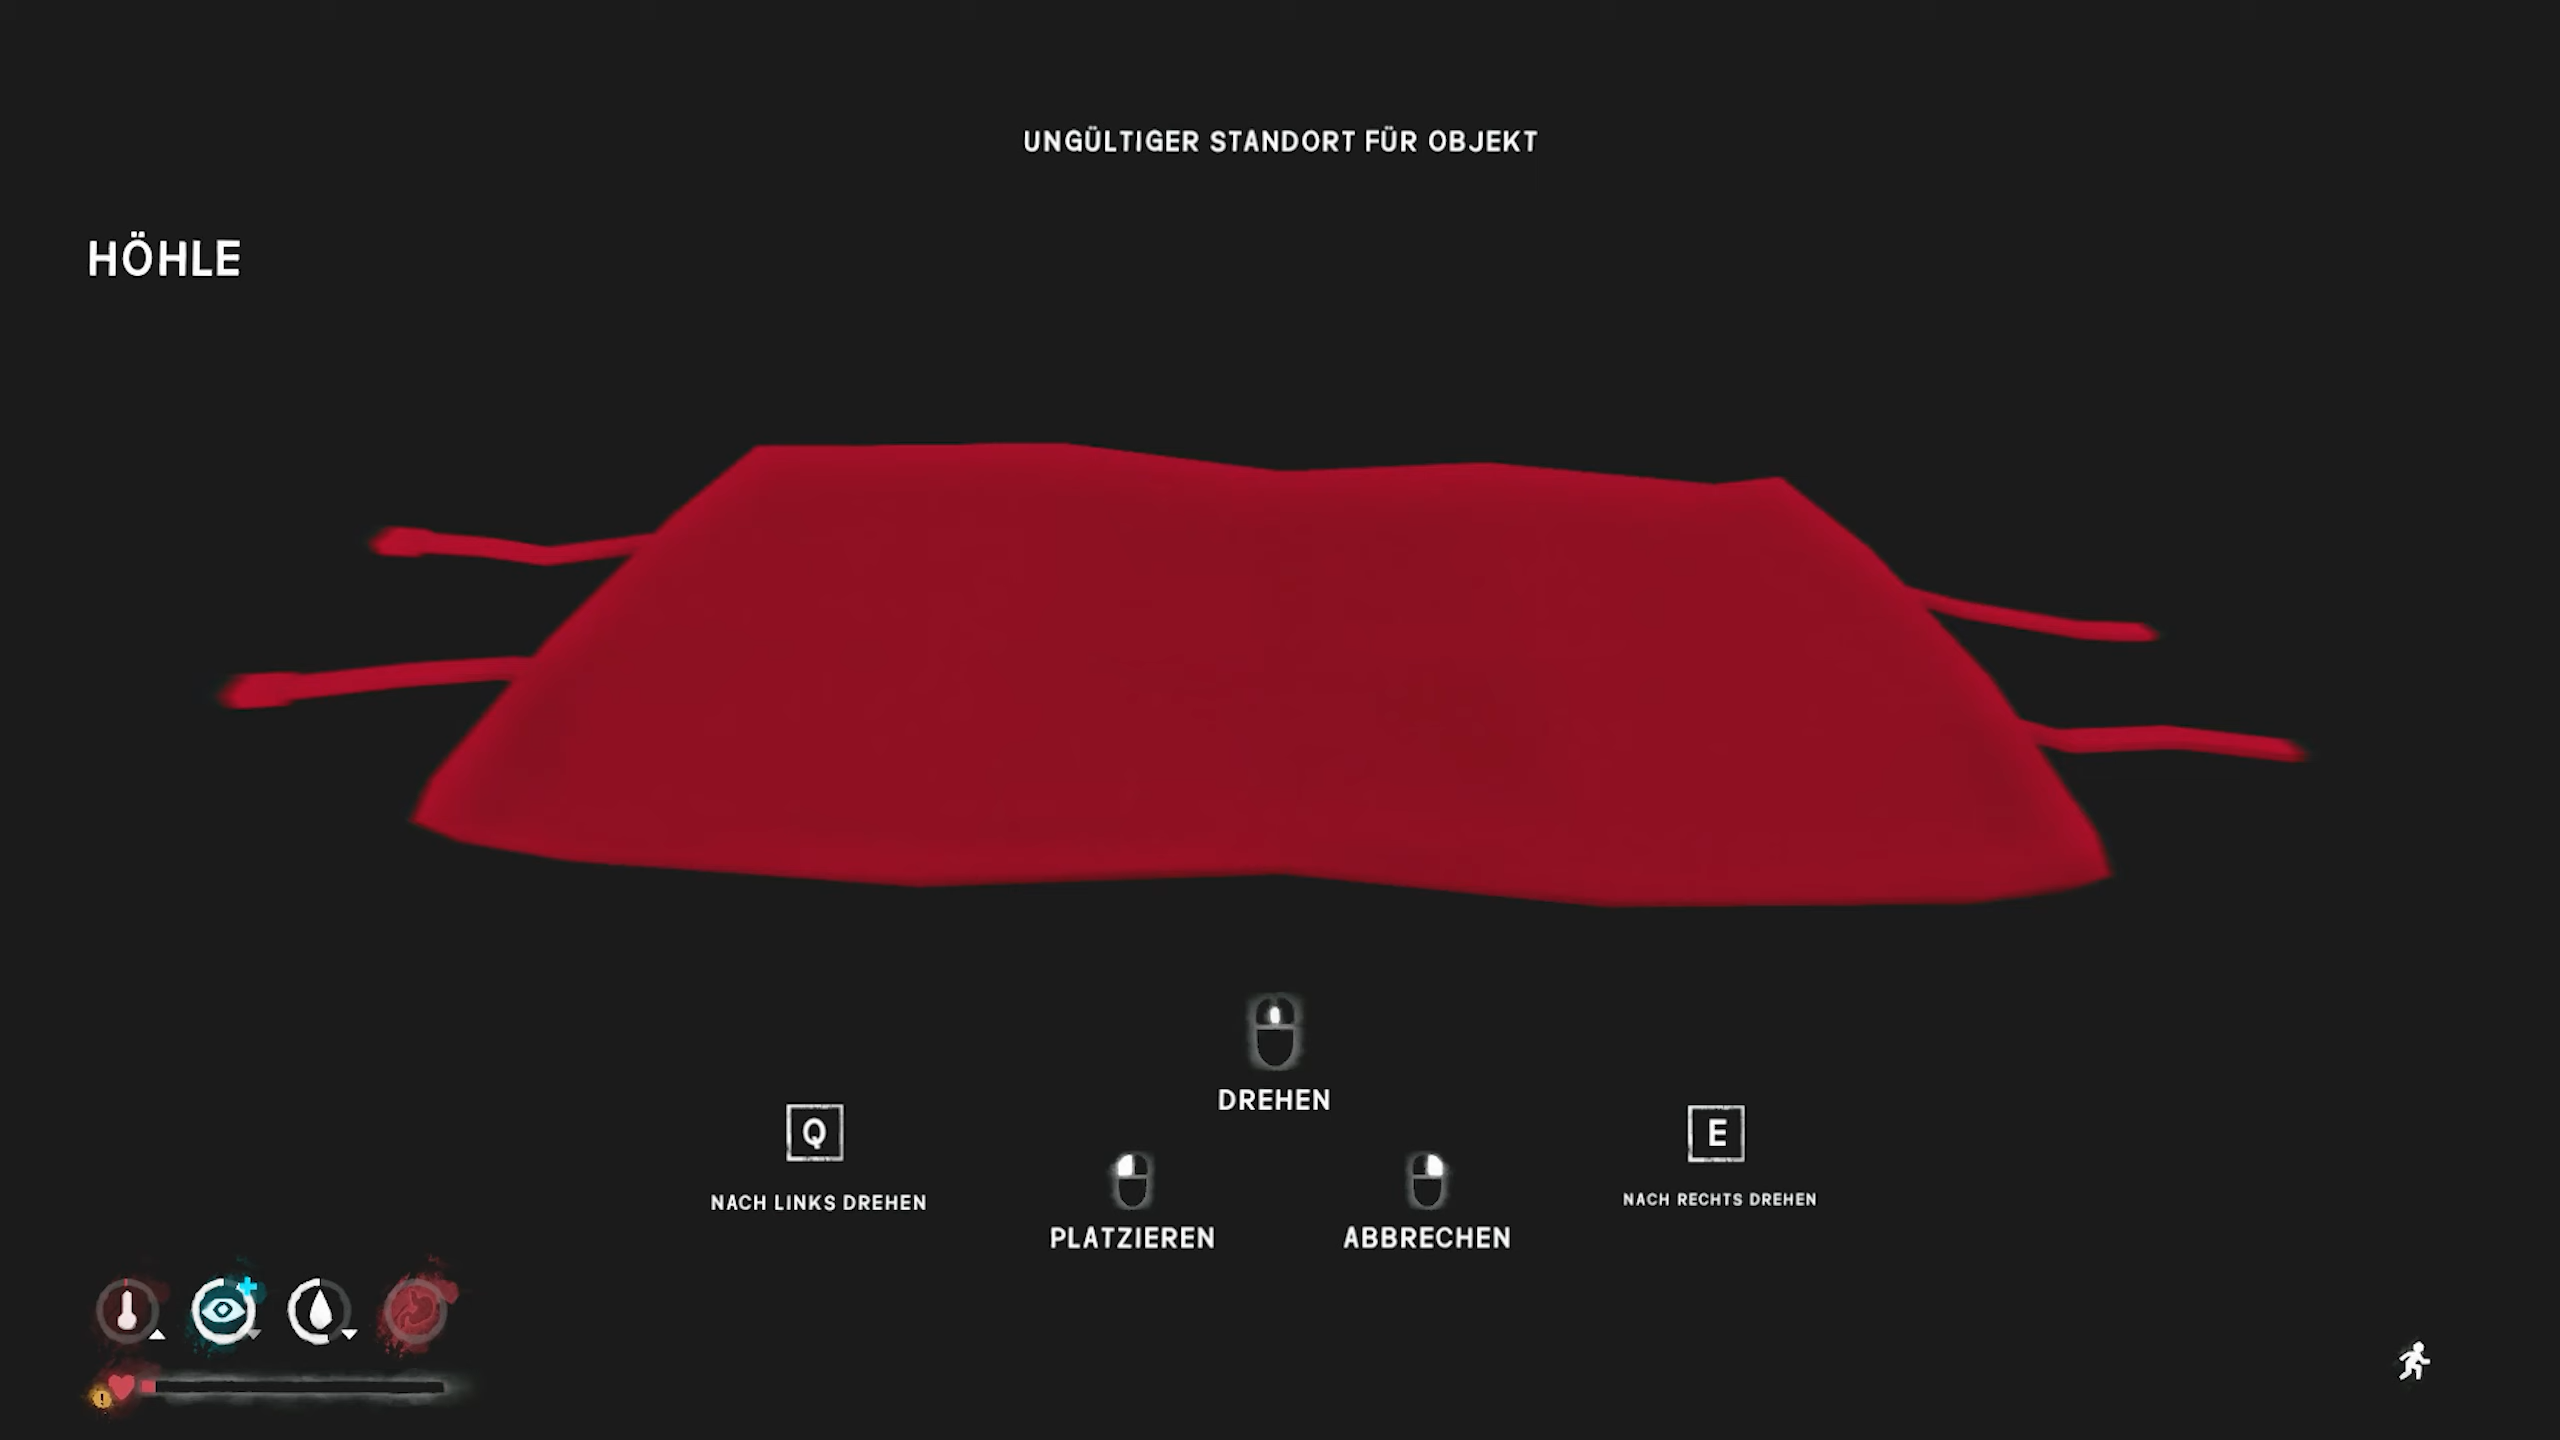 UNGÜLTIGER STANDORT FÜR OBJEKT
HÖHLE
DREHEN
Q
E
NACH LINKS DREHEN
NACH RECHTS DREHEN
PLATZIEREN
ABBRECHEN